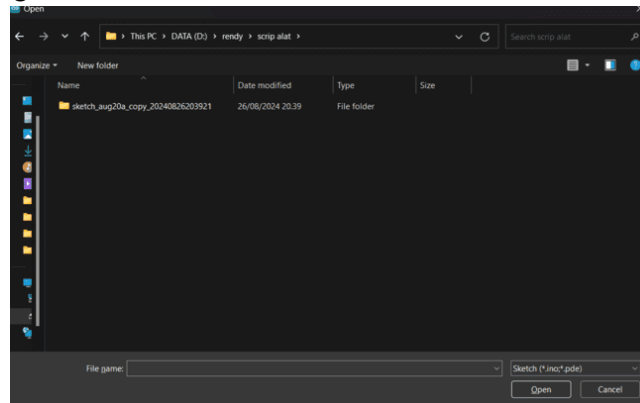 Open
This PC › DATA (D:) › rendy › scrip alat ›
Search scrip alat
Organize
New folder
Name Date modified Type Size
sketch_aug20a_copy_20240826203921 26/08/2024 20.39 File folder
File name:
Sketch (*.ino;*.pde)
Open Cancel